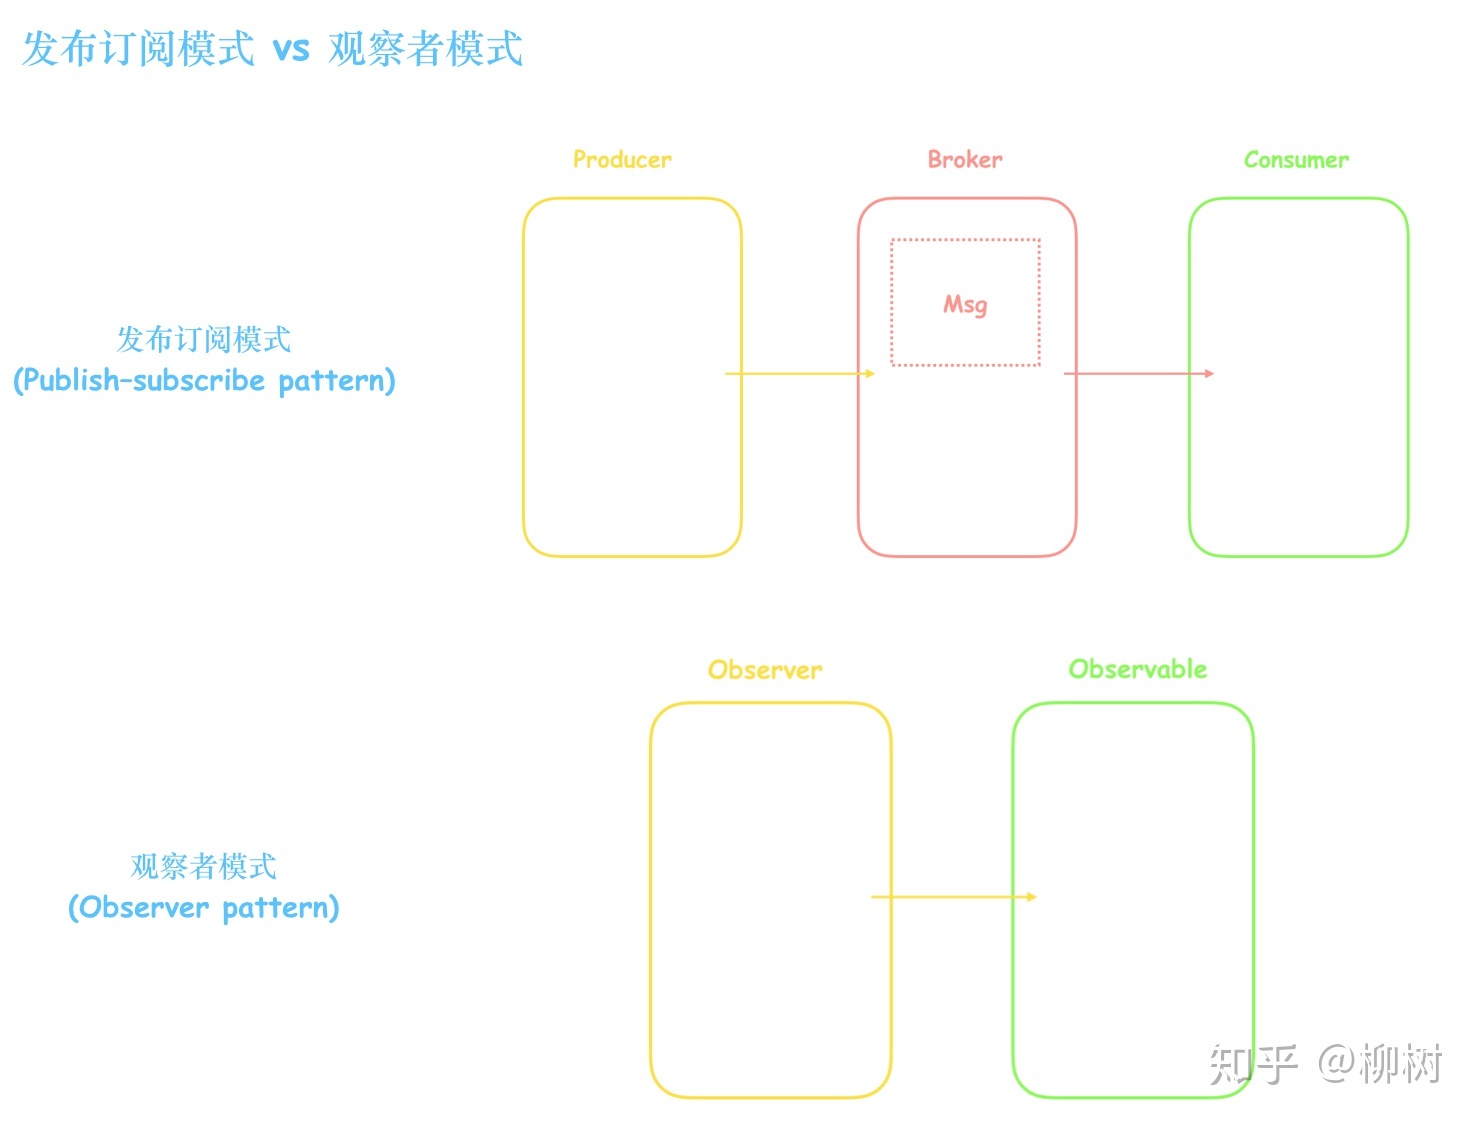 发布订阅模式 vs 观察者模式
Producer
Broker
Consumer
Msg
发布订阅模式
(Publish-subscribe pattern)
Observer
Observable
观察者模式
(Observer pattern)
知乎 @柳树